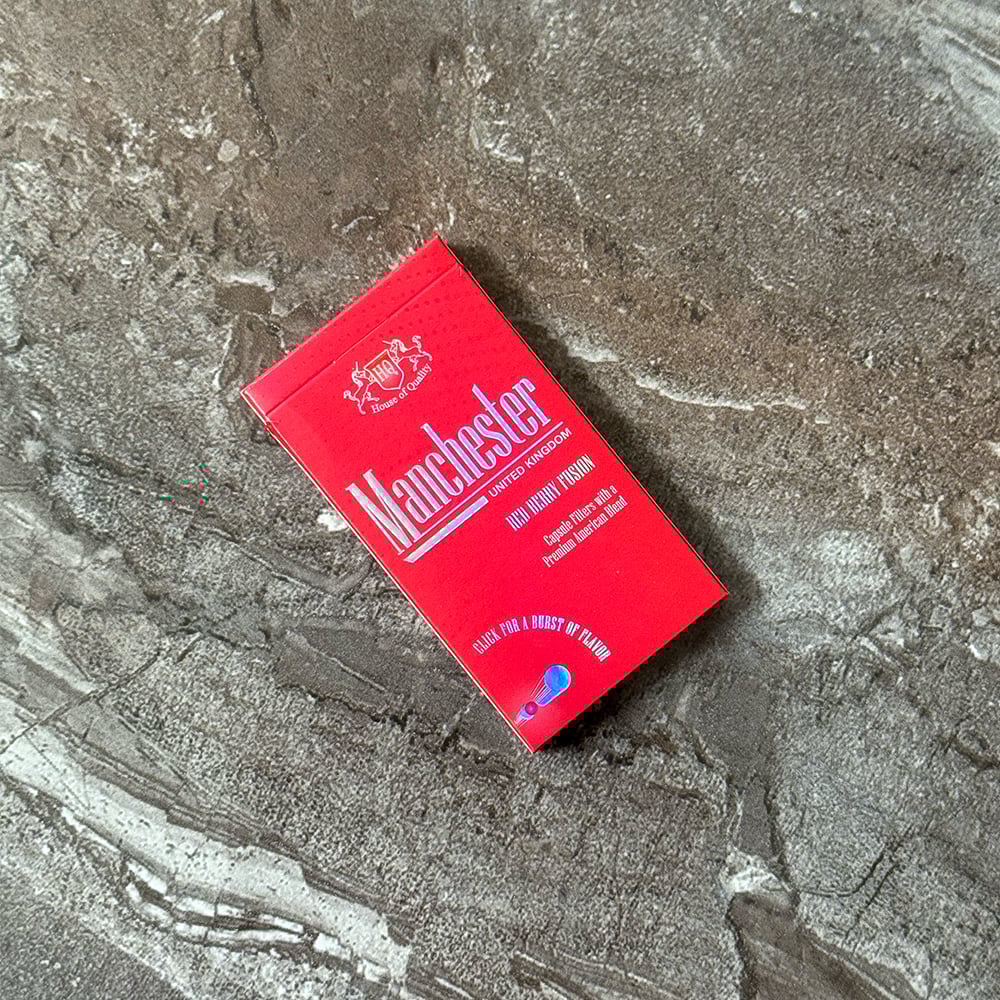 HQ
House of Quality
Manchester
UNITED KINGDOM
RED BERRY FUSION
Capsule Filters with a
Premium American Blend
CLICK FOR A BURST OF FLAVOR